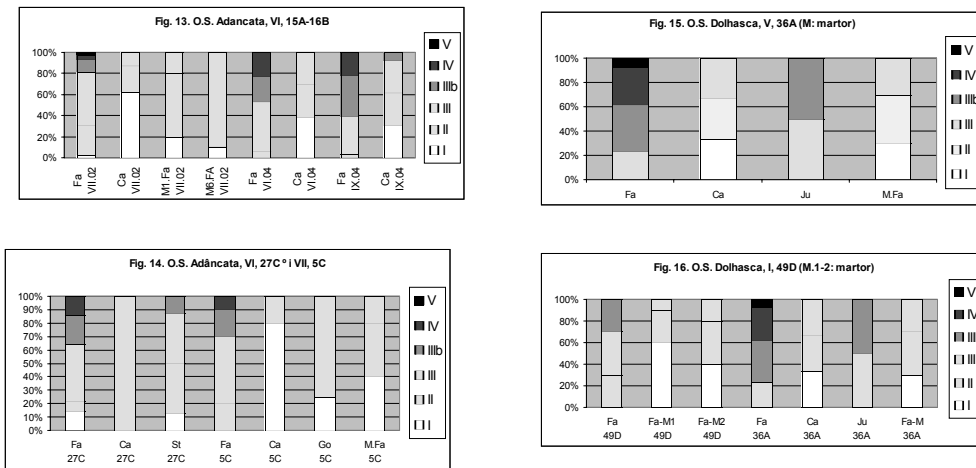 Fig. 13. O.S. Adancata, VI, 15A-16B
100%
80%
60%
40%
20%
0%
Fa VII.02
Ca VII.02
M1.Fa VII.02
M6.FA VII.02
Fa VI.04
Ca VI.04
Fa IX.04
Ca IX.04
V
IV
IIIb
III
II
I
Fig. 15. O.S. Dolhasca, V, 36A (M: martor)
100%
80%
60%
40%
20%
0%
Fa Ca Ju M.Fa
V
IV
IIIb
III
II
I
Fig. 14. O.S. Adâncata, VI, 27C º i VII, 5C
100%
90%
80%
70%
60%
50%
40%
30%
20%
10%
0%
Fa Ca St Fa Ca Go M.Fa
27C 27C 27C 5C 5C 5C 5C
V
IV
IIIb
III
II
I
Fig. 16. O.S. Dolhasca, I, 49D (M.1-2: martor)
100%
80%
60%
40%
20%
0%
Fa Fa-M1 Fa-M2 Fa Ca Ju Fa-M
49D 49D 49D 36A 36A 36A 36A
V
IV
IIIb
III
II
I